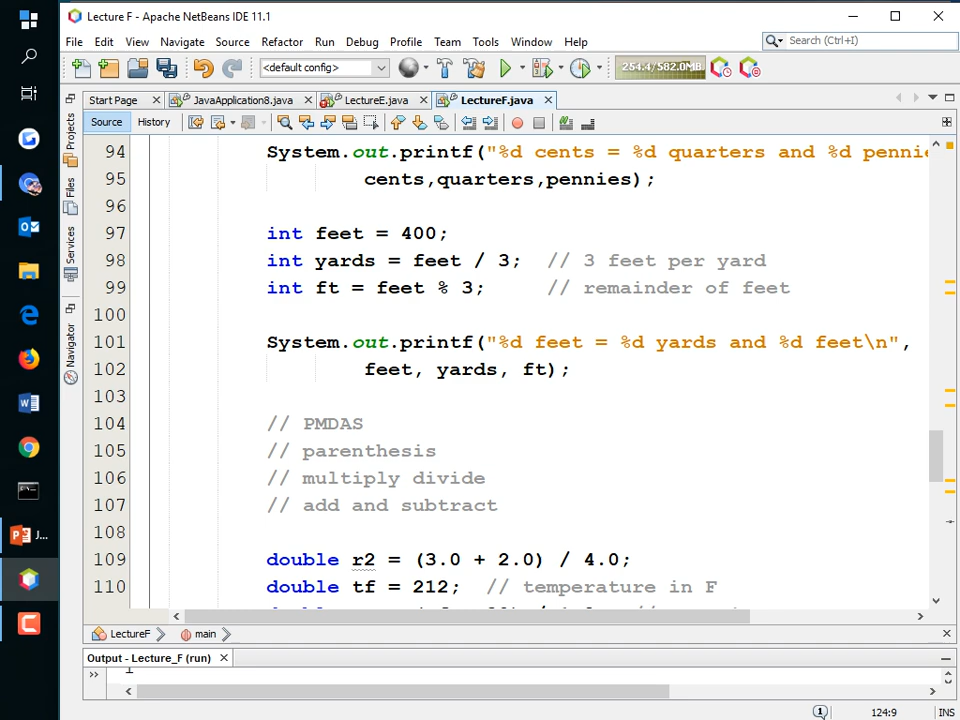 Lecture F - Apache NetBeans IDE 11.1
File Edit View Navigate Source Refactor Run Debug Profile Team Tools Window Help
Search (Ctrl+I)
<default config>
254.4/582.0MB
Start Page
JavaApplication8.java
LectureE.java
LectureF.java
Source History
Projects
Files
Services
Navigator
94 System.out.printf("%d cents = %d quarters and %d pennie
95 cents,quarters,pennies);
96
97 int feet = 400;
98 int yards = feet / 3; // 3 feet per yard
99 int ft = feet % 3; // remainder of feet
100
101 System.out.printf("%d feet = %d yards and %d feet\n",
102 feet, yards, ft);
103
104 // PMDAS
105 // parenthesis
106 // multiply divide
107 // add and subtract
108
109 double r2 = (3.0 + 2.0) / 4.0;
110 double tf = 212; // temperature in F
J...
LectureF
main
Output - Lecture_F (run)
1
124:9
INS